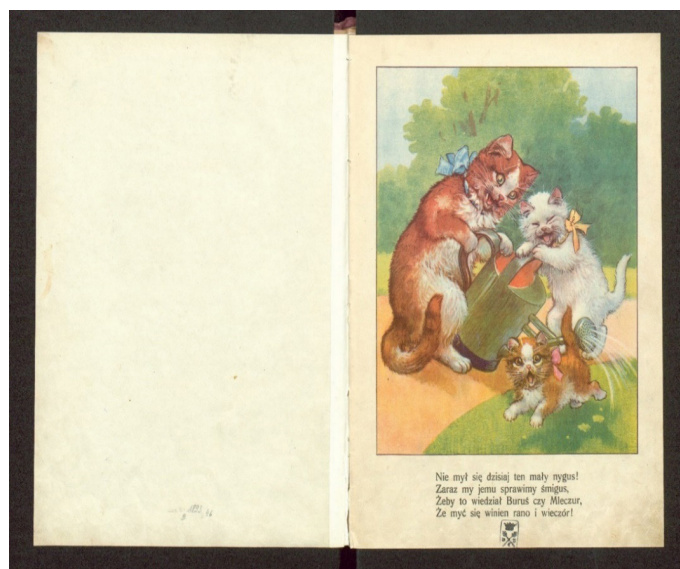 Nie mył się dzisiaj ten mały nygus!
Zaraz my jemu sprawimy śmigus,
Żeby to wiedział Buruś czy Mleczur,
Że myć się winien rano i wieczór!